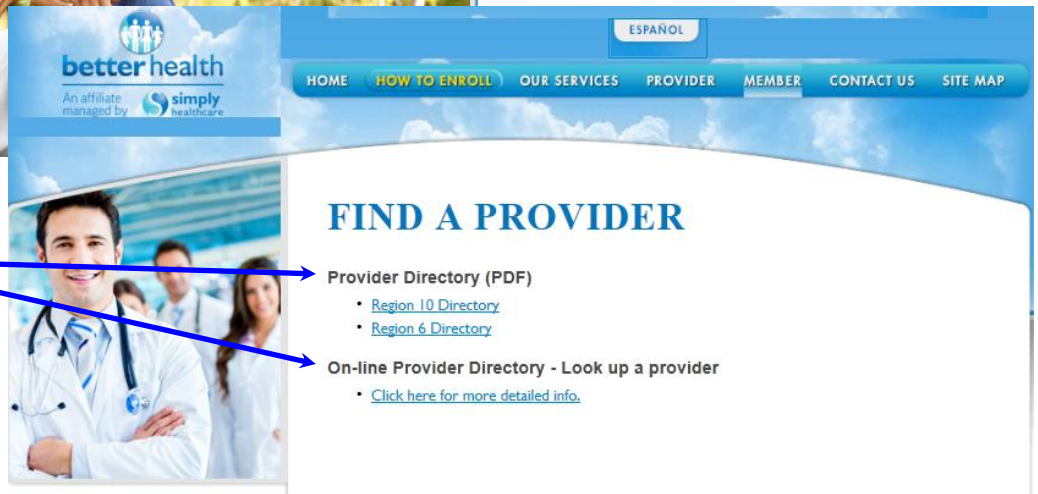 ESPAÑOL
better health
An affiliate
managed by simply
healthcare
HOME HOW TO ENROLL OUR SERVICES PROVIDER MEMBER CONTACT US SITE MAP
FIND A PROVIDER
Provider Directory (PDF)
• Region 10 Directory
• Region 6 Directory
On-line Provider Directory - Look up a provider
• Click here for more detailed info.